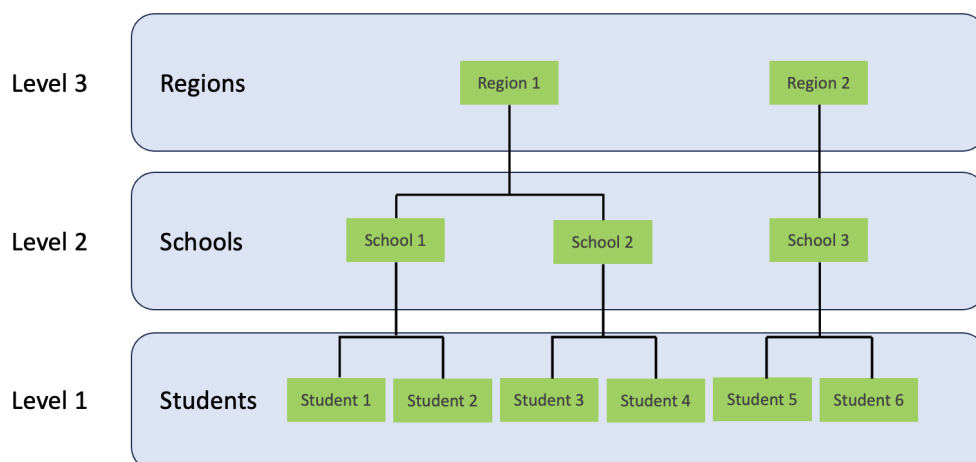 Level 3
Regions
Region 1
Region 2
Level 2
Schools
School 1
School 2
School 3
Level 1
Students
Student 1
Student 2
Student 3
Student 4
Student 5
Student 6